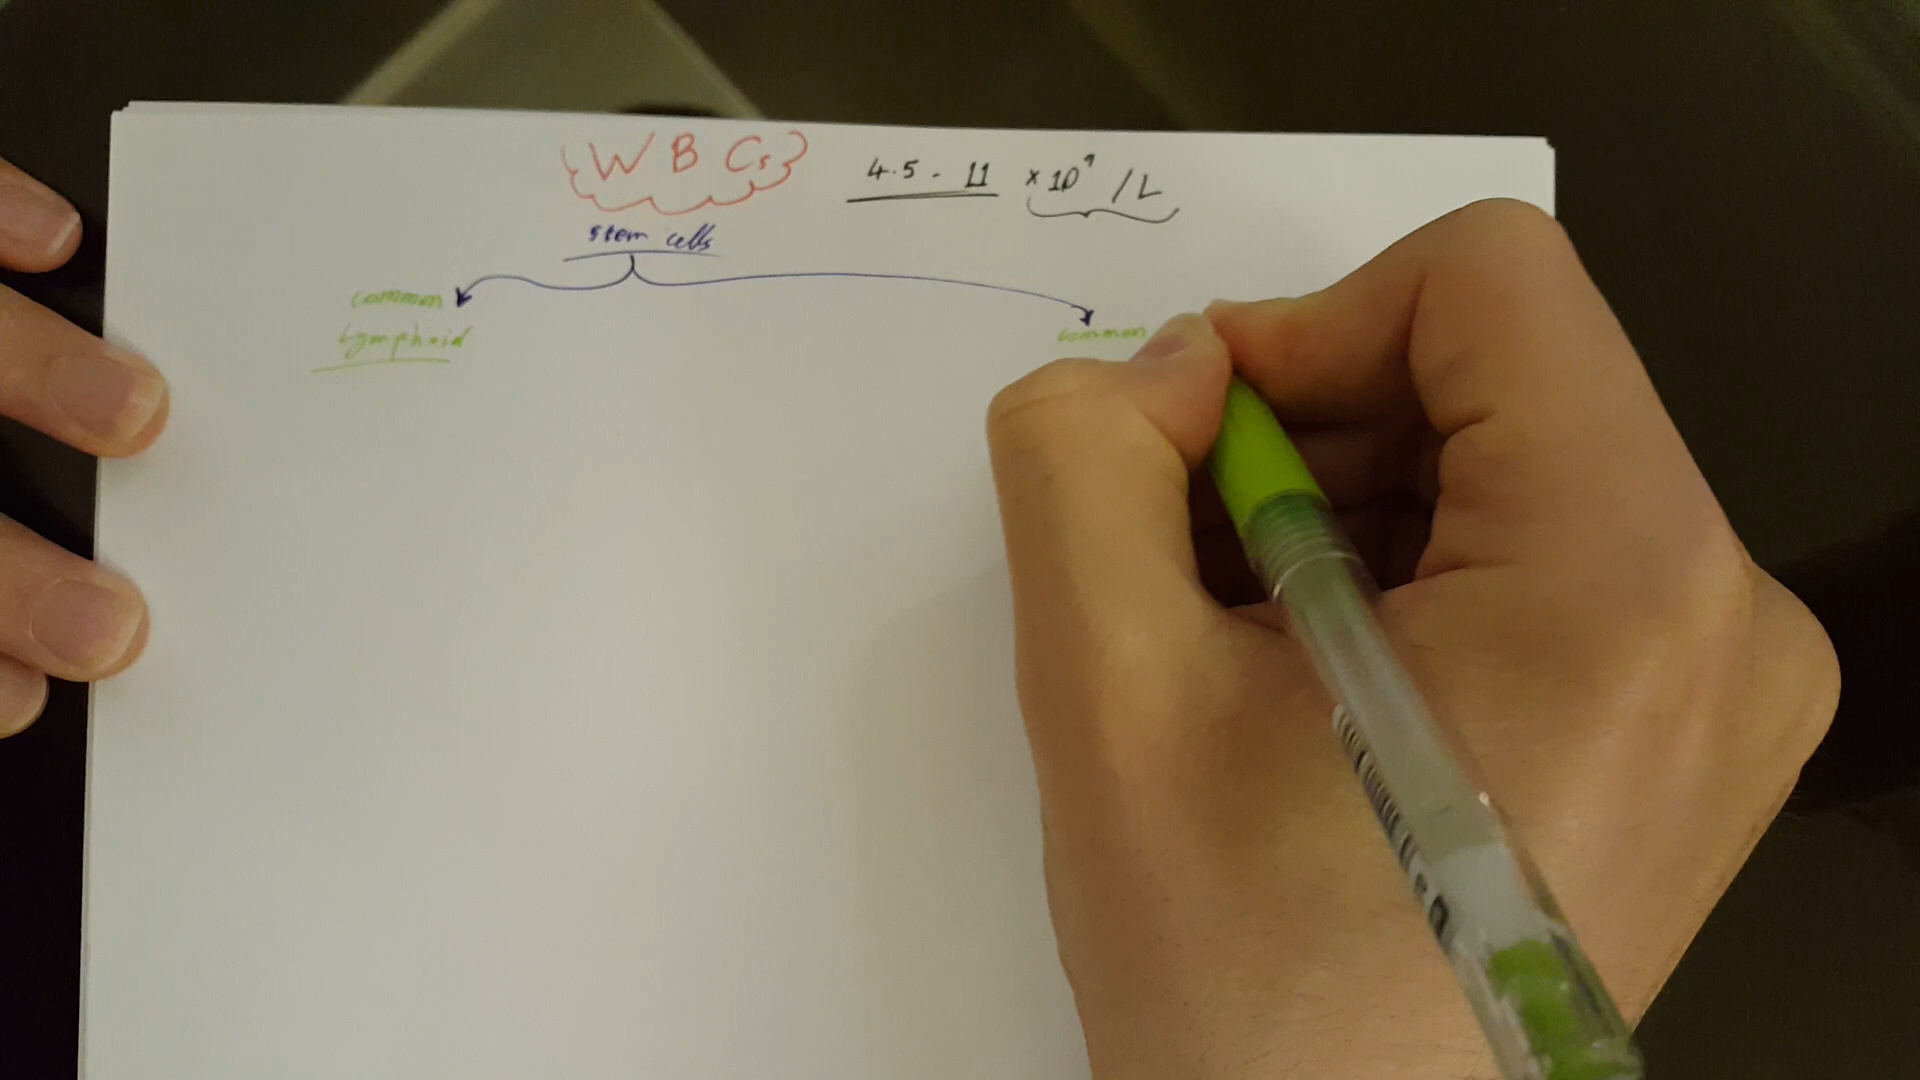 WBCs 4.5 - 11 ×10⁹ /L
stem cells
common
Lymphoid
common